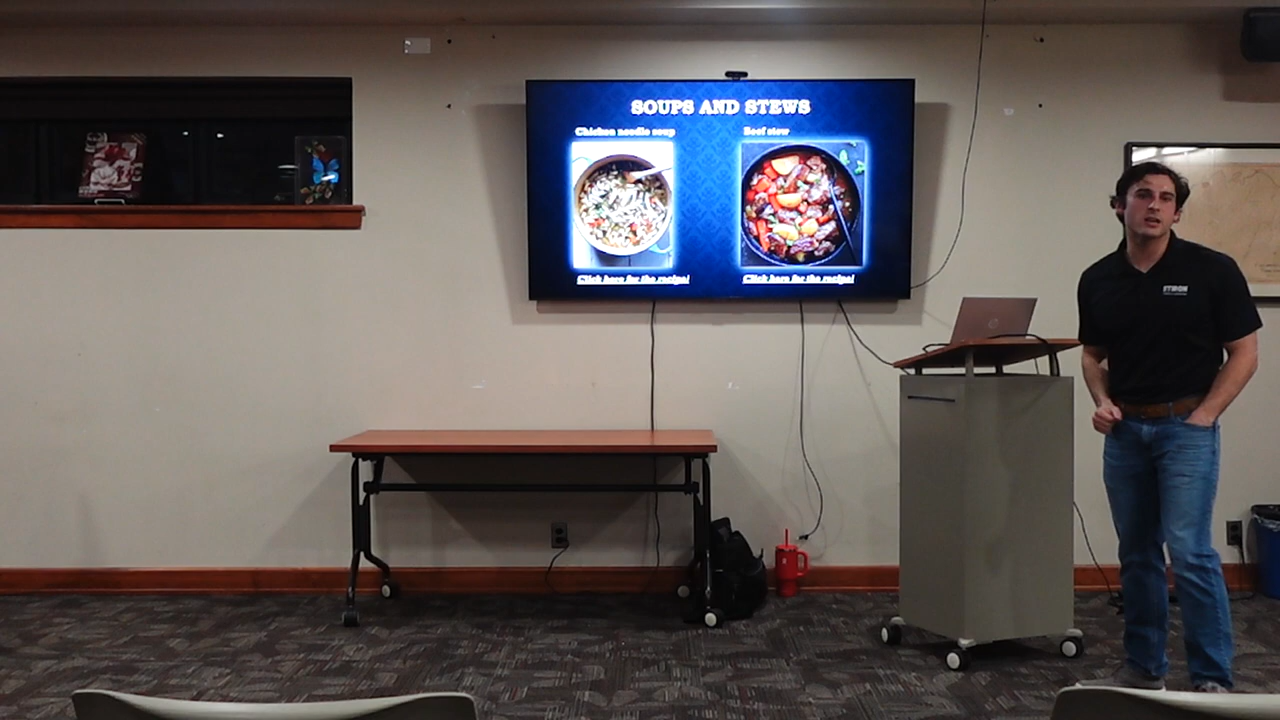 SOUPS AND STEWS
Chicken noodle soup
Beef stew
Click here for the recipe!
Click here for the recipe!